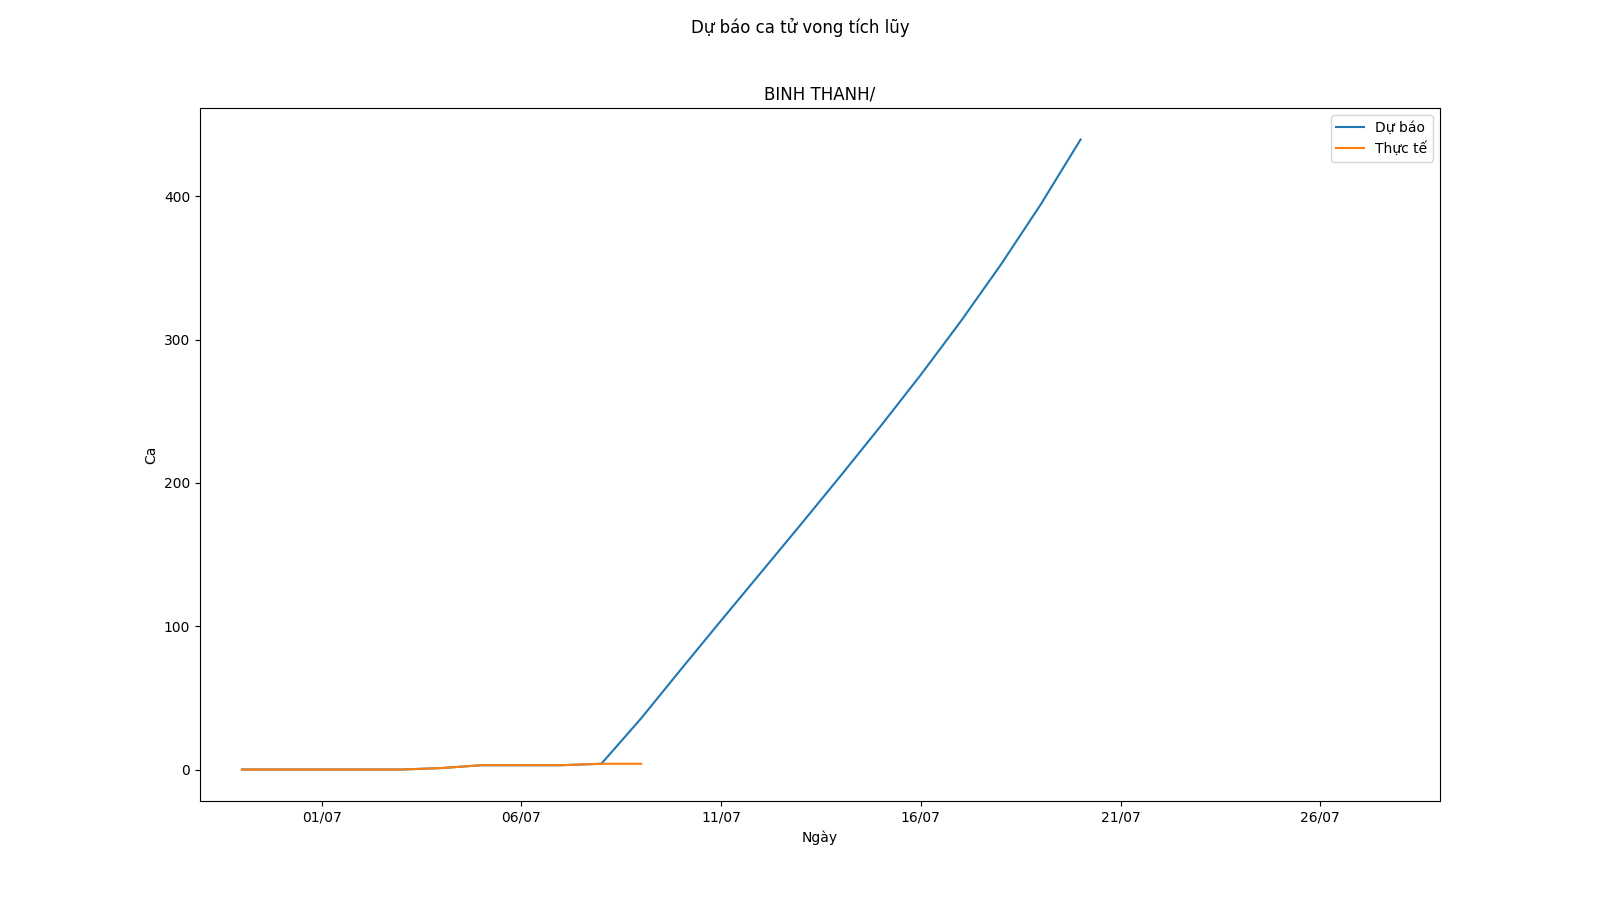 Dự báo ca tử vong tích lũy
BINH THANH/
Dự báo
Thực tế
400
300
200
100
0
Ca
01/07 06/07 11/07 16/07 21/07 26/07
Ngày